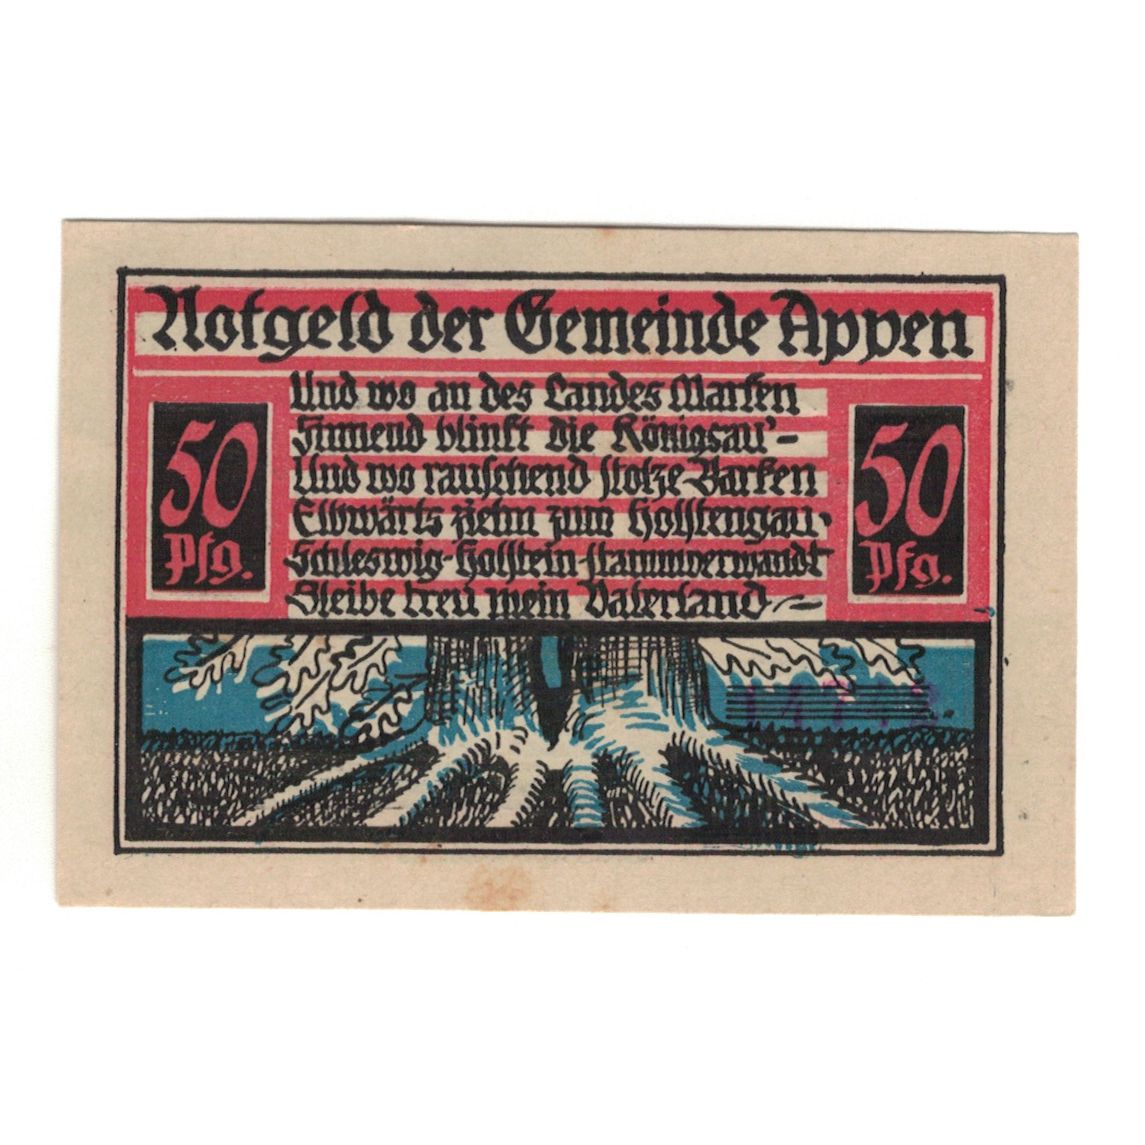 Notgeld der Gemeinde Appen
Und wo an des Landes Marken
Sinnend blinkt die Königsau'-
Und wo rauschend stolze Barken
Elbwärts ziehn zum Holstengau,
Schleswig-Holstein stammverwandt
Bleibe treu mein Vaterland -
50
Pfg.
50
Pfg.